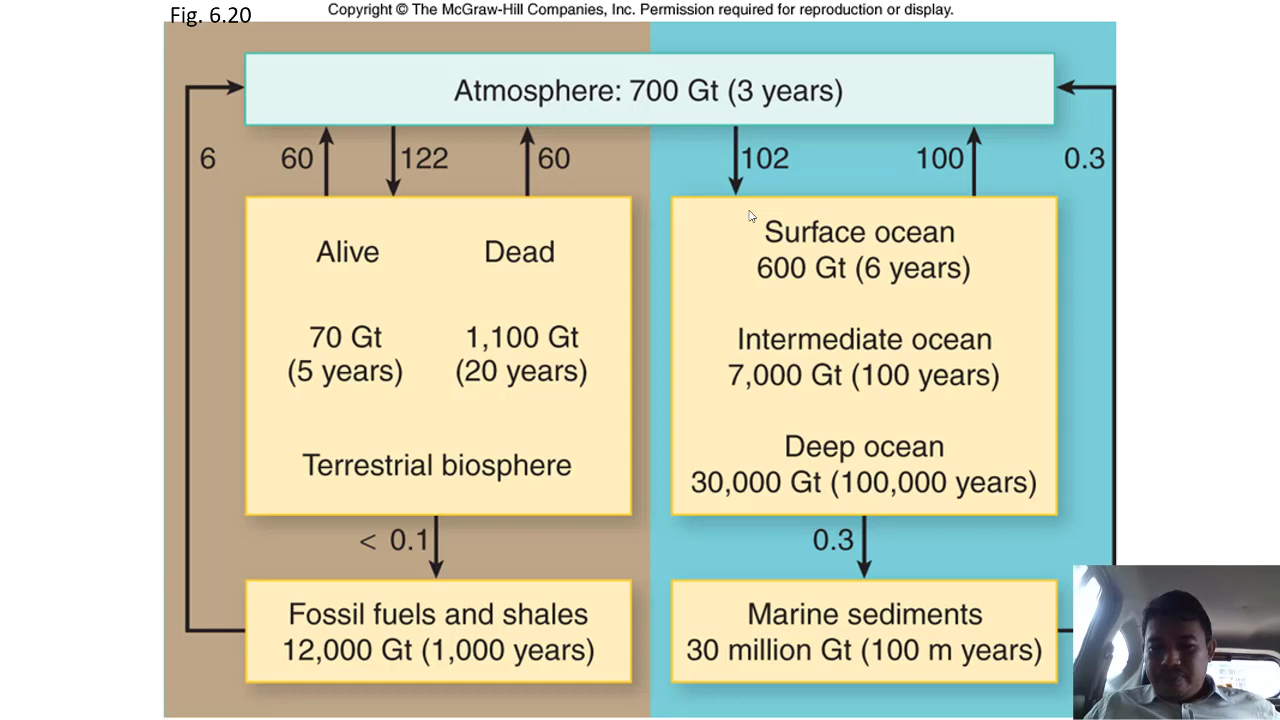 Fig. 6.20
Copyright © The McGraw-Hill Companies, Inc. Permission required for reproduction or display.
Atmosphere: 700 Gt (3 years)
6
60
122
60
102
100
0.3
Alive
Dead
70 Gt
(5 years)
1,100 Gt
(20 years)
Terrestrial biosphere
Surface ocean
600 Gt (6 years)
Intermediate ocean
7,000 Gt (100 years)
Deep ocean
30,000 Gt (100,000 years)
< 0.1
0.3
Fossil fuels and shales
12,000 Gt (1,000 years)
Marine sediments
30 million Gt (100 m years)